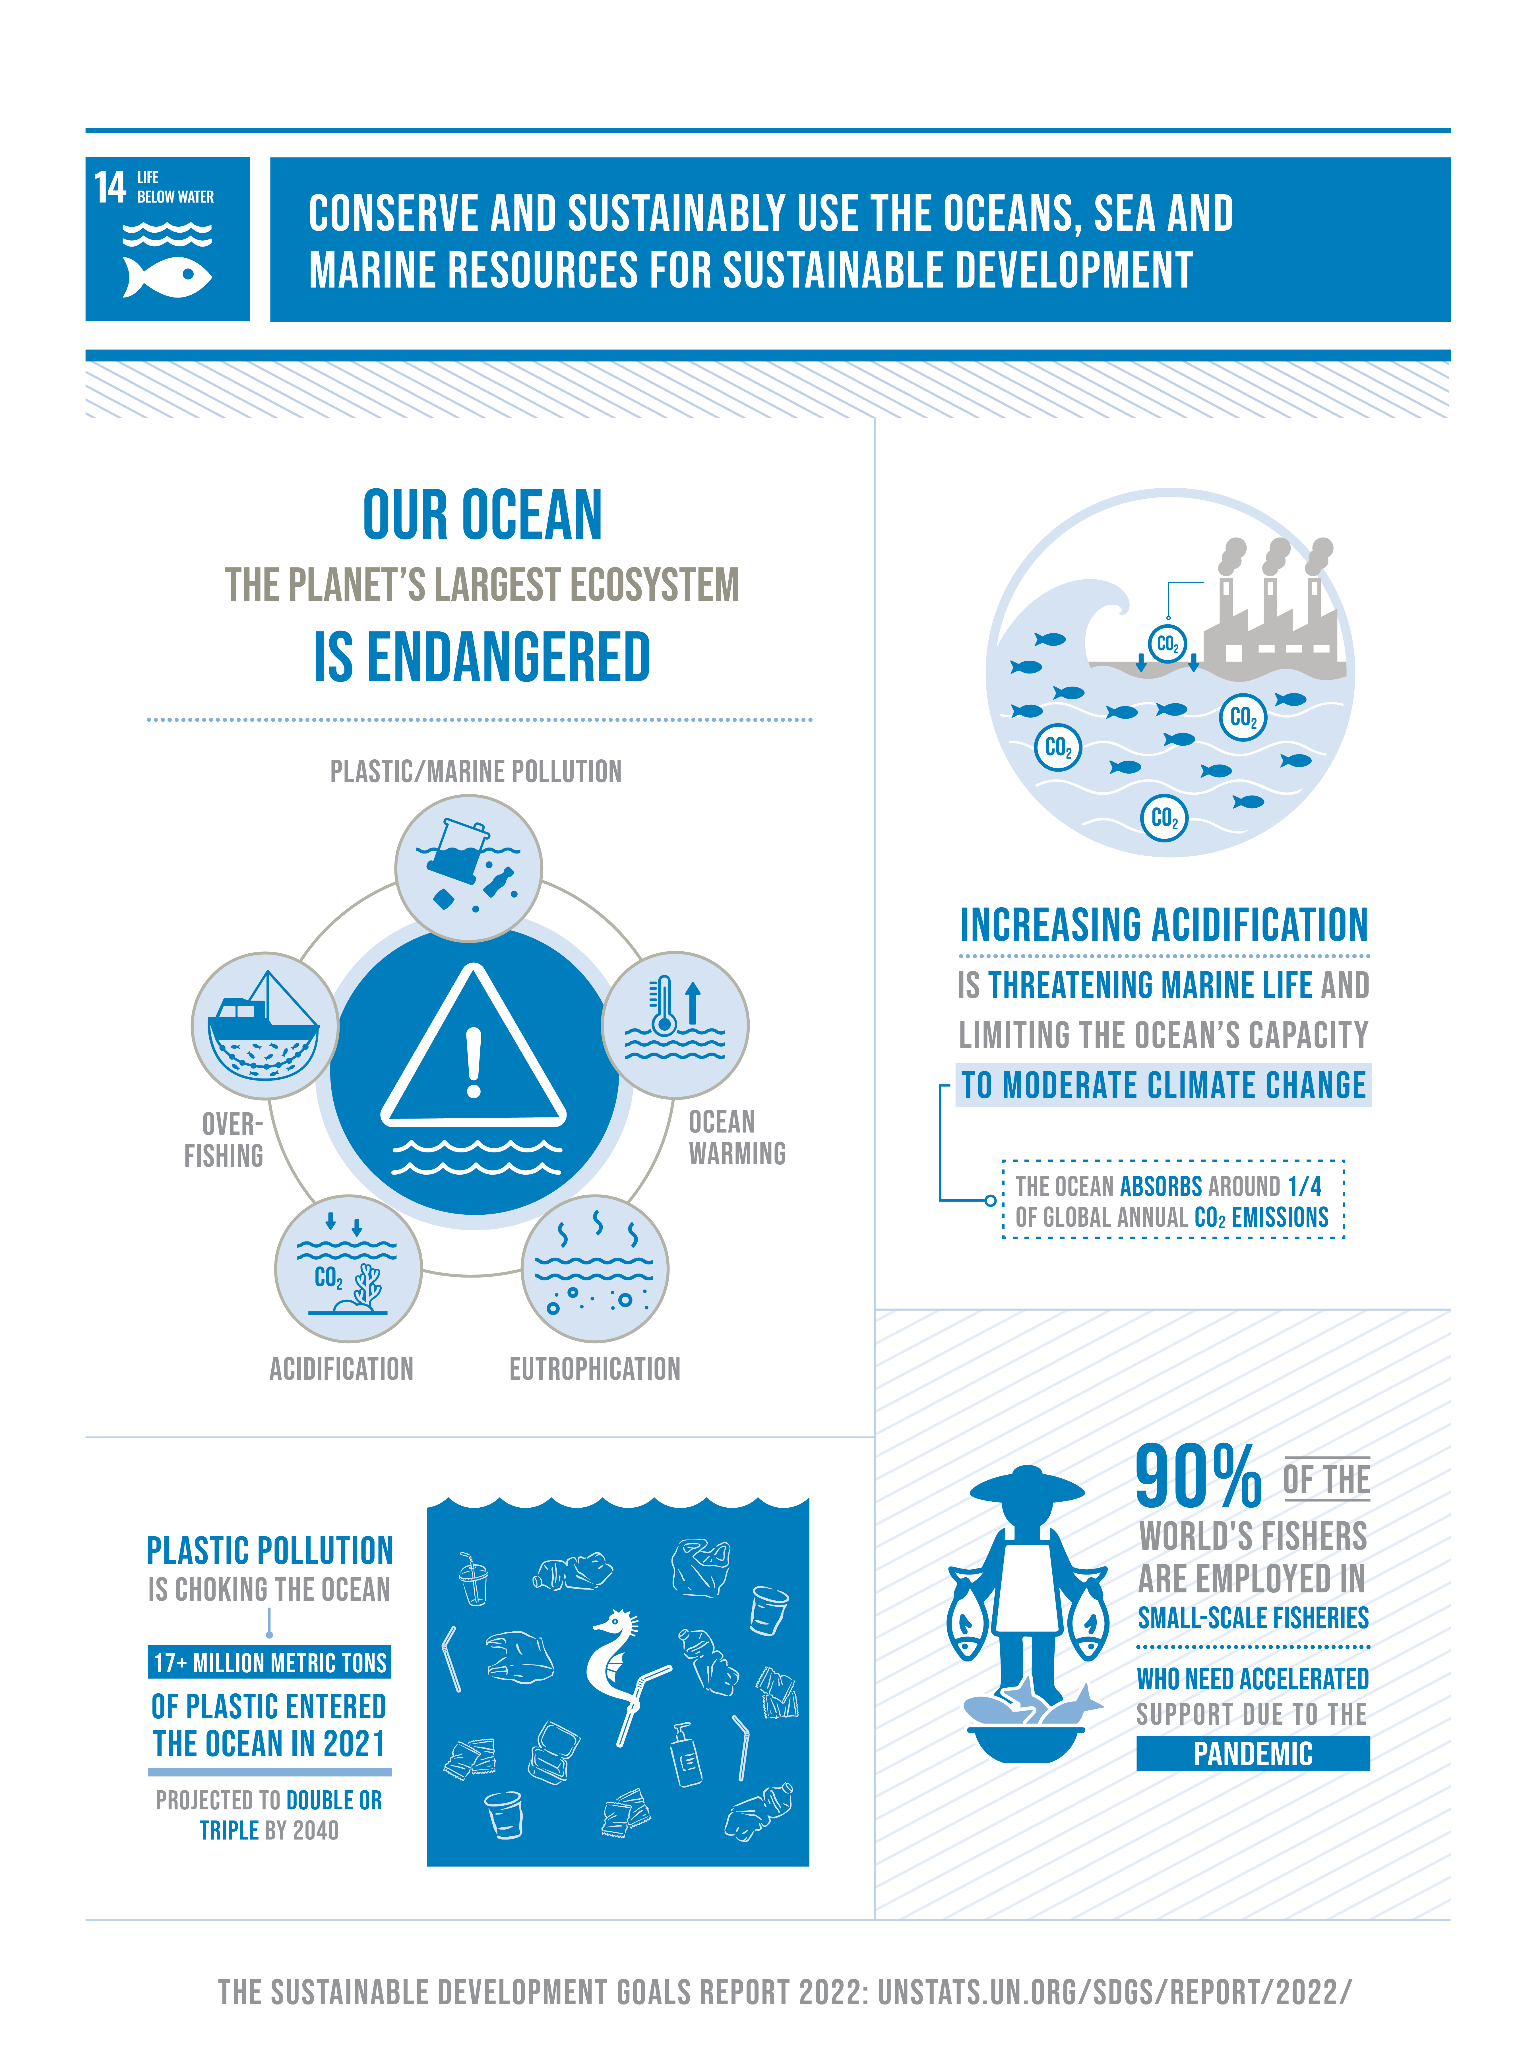 14 LIFE
BELOW WATER
CONSERVE AND SUSTAINABLY USE THE OCEANS, SEA AND
MARINE RESOURCES FOR SUSTAINABLE DEVELOPMENT
OUR OCEAN
THE PLANET'S LARGEST ECOSYSTEM
IS ENDANGERED
PLASTIC/MARINE POLLUTION
OVER-
FISHING
OCEAN
WARMING
CO₂
ACIDIFICATION
EUTROPHICATION
CO₂
CO₂
CO₂
CO₂
INCREASING ACIDIFICATION
IS THREATENING MARINE LIFE AND
LIMITING THE OCEAN'S CAPACITY
TO MODERATE CLIMATE CHANGE
THE OCEAN ABSORBS AROUND 1/4
OF GLOBAL ANNUAL CO₂ EMISSIONS
PLASTIC POLLUTION
IS CHOKING THE OCEAN
17+ MILLION METRIC TONS
OF PLASTIC ENTERED
THE OCEAN IN 2021
PROJECTED TO DOUBLE OR
TRIPLE BY 2040
90% OF THE
WORLD'S FISHERS
ARE EMPLOYED IN
SMALL-SCALE FISHERIES
WHO NEED ACCELERATED
SUPPORT DUE TO THE
PANDEMIC
THE SUSTAINABLE DEVELOPMENT GOALS REPORT 2022: UNSTATS.UN.ORG/SDGS/REPORT/2022/